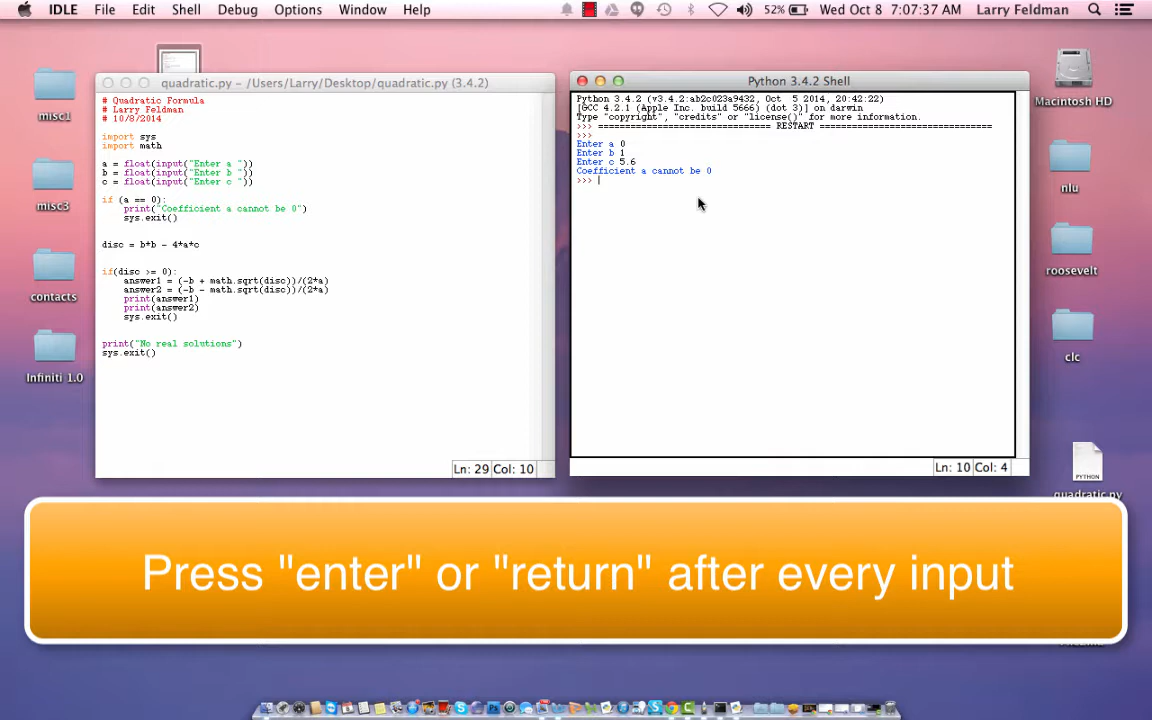 IDLE File Edit Shell Debug Options Window Help 52% Wed Oct 8 7:07:37 AM Larry Feldman
misc1
misc3
contacts
Infiniti 1.0
quadratic.py – /Users/Larry/Desktop/quadratic.py (3.4.2)
# Quadratic Formula
# Larry Feldman
# 10/8/2014
import sys
import math
a = float(input("Enter a "))
b = float(input("Enter b "))
c = float(input("Enter c "))
if (a == 0):
print("Coefficient a cannot be 0")
sys.exit()
disc = b*b - 4*a*c
if(disc >= 0):
answer1 = (-b + math.sqrt(disc))/(2*a)
answer2 = (-b - math.sqrt(disc))/(2*a)
print(answer1)
print(answer2)
sys.exit()
print("No real solutions")
sys.exit()
Ln: 29 Col: 10
Python 3.4.2 Shell
Python 3.4.2 (v3.4.2:ab2c023a9432, Oct 5 2014, 20:42:22)
[GCC 4.2.1 (Apple Inc. build 5666) (dot 3)] on darwin
Type "copyright", "credits" or "license()" for more information.
>>> ================================ RESTART ================================
>>>
Enter a 0
Enter b 1
Enter c 5.6
Coefficient a cannot be 0
>>>
Ln: 10 Col: 4
Macintosh HD
nlu
roosevelt
clc
PYTHON
quadratic.py
Press "enter" or "return" after every input